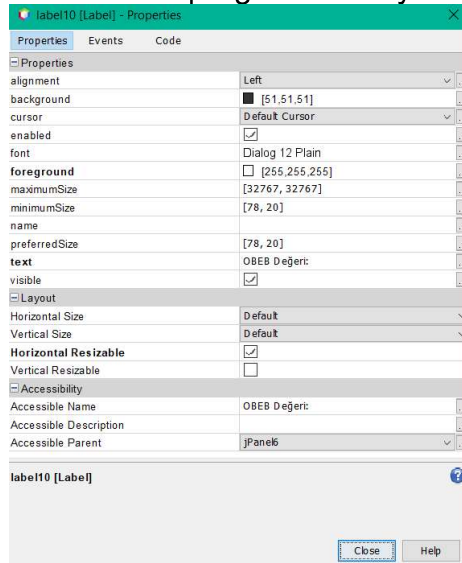 label10 [Label] - Properties
Properties Events Code
Properties
alignment Left
background [51,51,51]
cursor Default Cursor
enabled
font Dialog 12 Plain
foreground [255,255,255]
maximumSize [32767, 32767]
minimumSize [78, 20]
name
preferredSize [78, 20]
text OBEB Değeri:
visible
Layout
Horizontal Size Default
Vertical Size Default
Horizontal Resizable
Vertical Resizable
Accessibility
Accessible Name OBEB Değeri:
Accessible Description
Accessible Parent jPanel6
label10 [Label]
Close Help